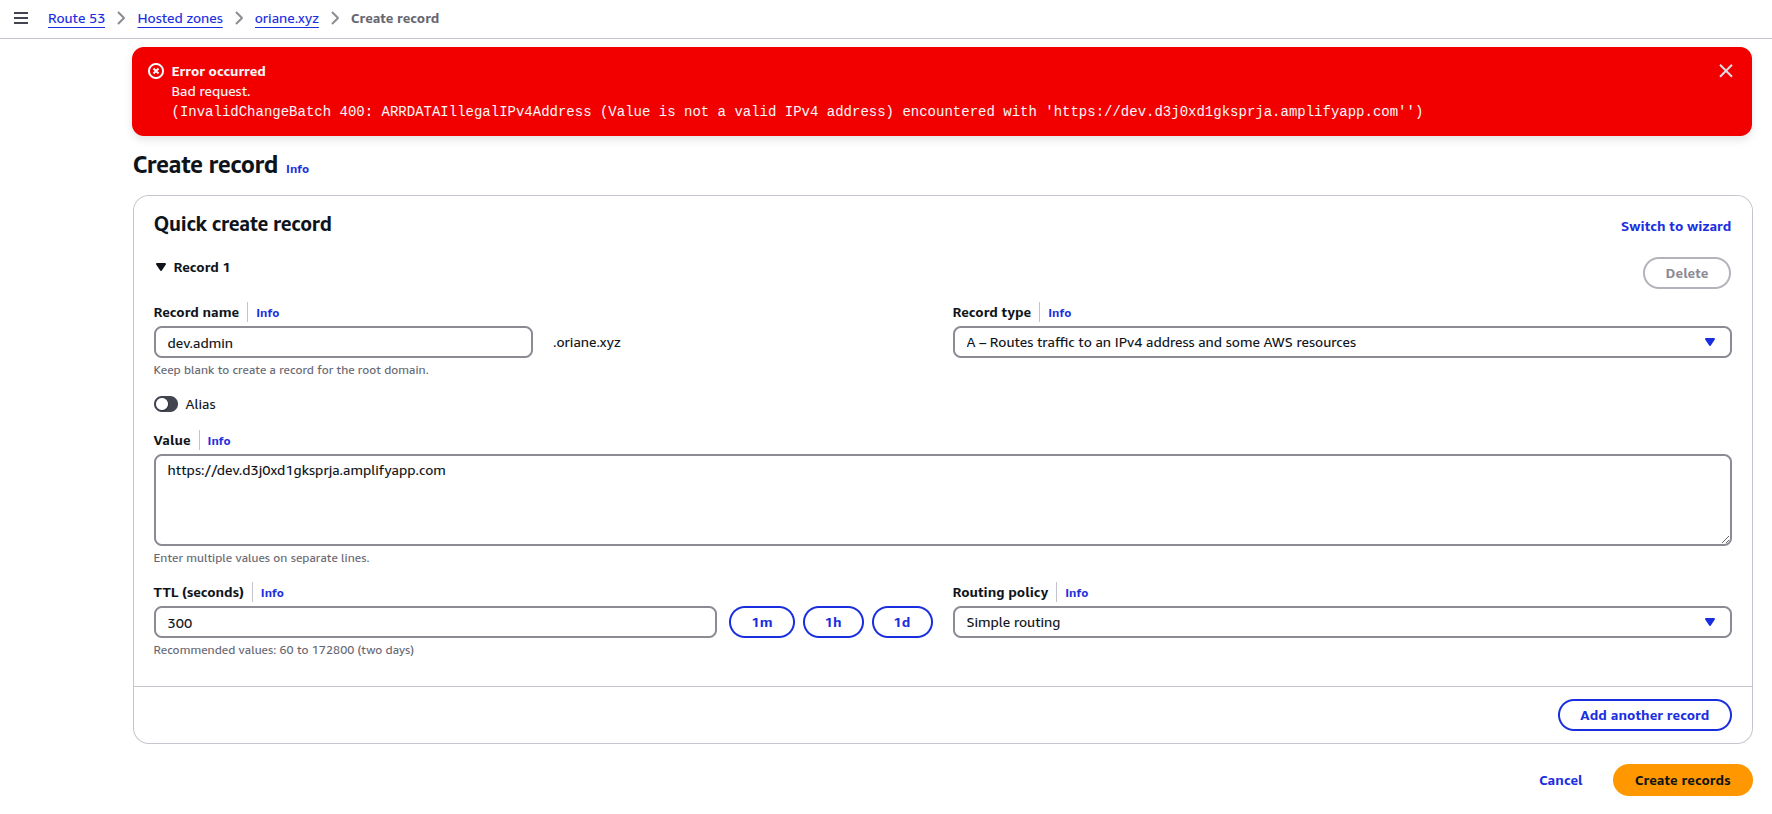 Route 53 > Hosted zones > oriane.xyz > Create record
Error occurred
Bad request.
(InvalidChangeBatch 400: ARRDATAIllegalIPv4Address (Value is not a valid IPv4 address) encountered with 'https://dev.d3j0xd1gksprja.amplifyapp.com'')
Create record Info
Quick create record
Switch to wizard
Record 1
Delete
Record name Info
Record type Info
dev.admin .oriane.xyz
A – Routes traffic to an IPv4 address and some AWS resources
Keep blank to create a record for the root domain.
Alias
Value Info
https://dev.d3j0xd1gksprja.amplifyapp.com
Enter multiple values on separate lines.
TTL (seconds) Info
Routing policy Info
300 1m 1h 1d
Simple routing
Recommended values: 60 to 172800 (two days)
Add another record
Cancel Create records